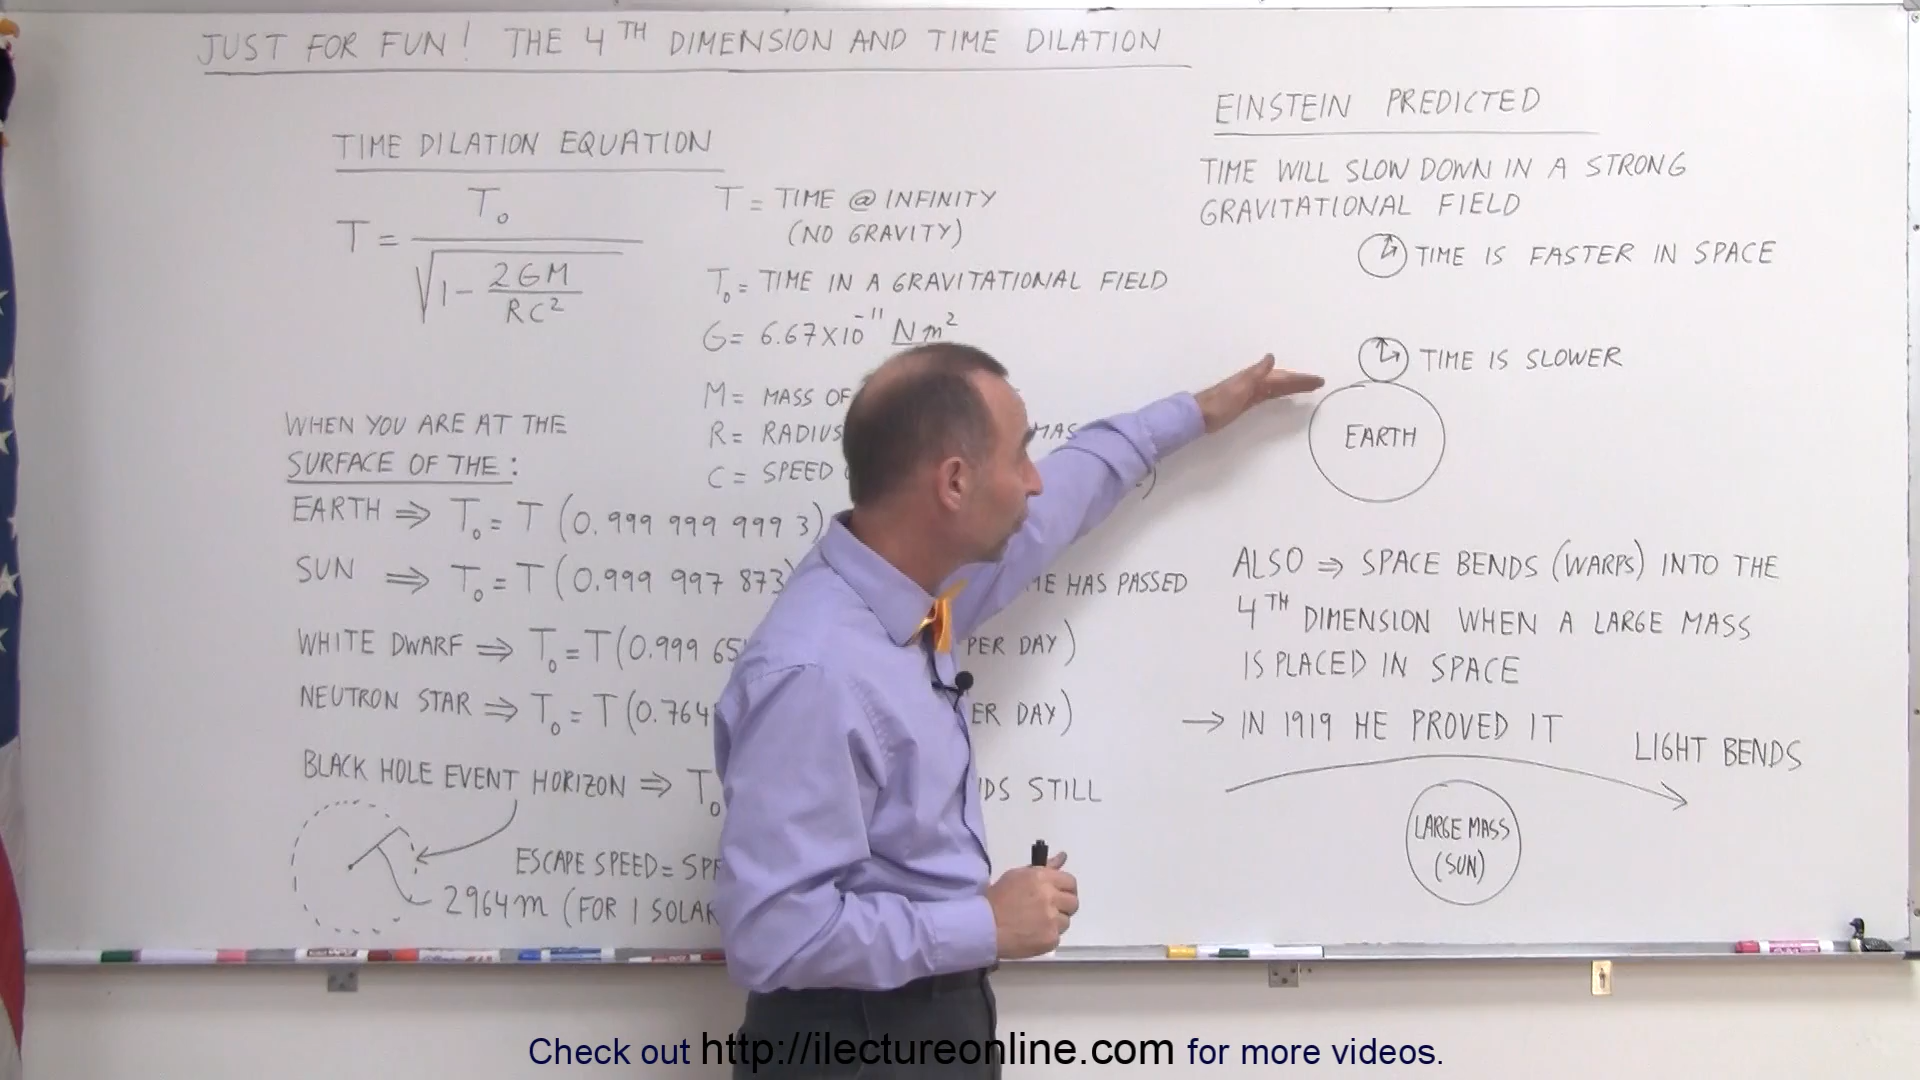 JUST FOR FUN! THE 4TH DIMENSION AND TIME DILATION
TIME DILATION EQUATION
T = T₀ / √(1 - 2GM / RC²)
T = TIME @ INFINITY
(NO GRAVITY)
T₀ = TIME IN A GRAVITATIONAL FIELD
G = 6.67X10⁻¹¹ Nm²
M = MASS OF
R = RADIUS
C = SPEED
WHEN YOU ARE AT THE
SURFACE OF THE:
EARTH ⇒ T₀ = T (0.999 999 999 3)
SUN ⇒ T₀ = T (0.999 997 873) HAS PASSED
WHITE DWARF ⇒ T₀ = T(0.999 65 PER DAY)
NEUTRON STAR ⇒ T₀ = T (0.764 DAY)
BLACK HOLE EVENT HORIZON ⇒ T₀ STILL
ESCAPE SPEED =
2964m (FOR 1 SOLAR
EINSTEIN PREDICTED
TIME WILL SLOW DOWN IN A STRONG
GRAVITATIONAL FIELD
TIME IS FASTER IN SPACE
TIME IS SLOWER
EARTH
ALSO ⇒ SPACE BENDS (WARPS) INTO THE
4TH DIMENSION WHEN A LARGE MASS
IS PLACED IN SPACE
→ IN 1919 HE PROVED IT
LIGHT BENDS
LARGE MASS
(SUN)
Check out http://ilectureonline.com for more videos.